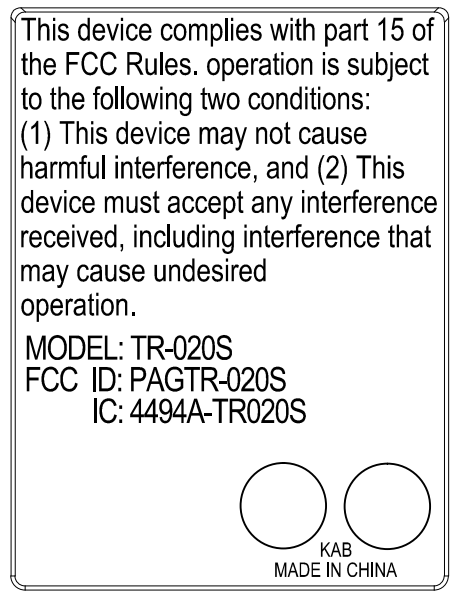 This device complies with part 15 of
the FCC Rules. operation is subject
to the following two conditions:
(1) This device may not cause
harmful interference, and (2) This
device must accept any interference
received, including interference that
may cause undesired
operation.
MODEL: TR-020S
FCC ID: PAGTR-020S
IC: 4494A-TR020S
KAB
MADE IN CHINA